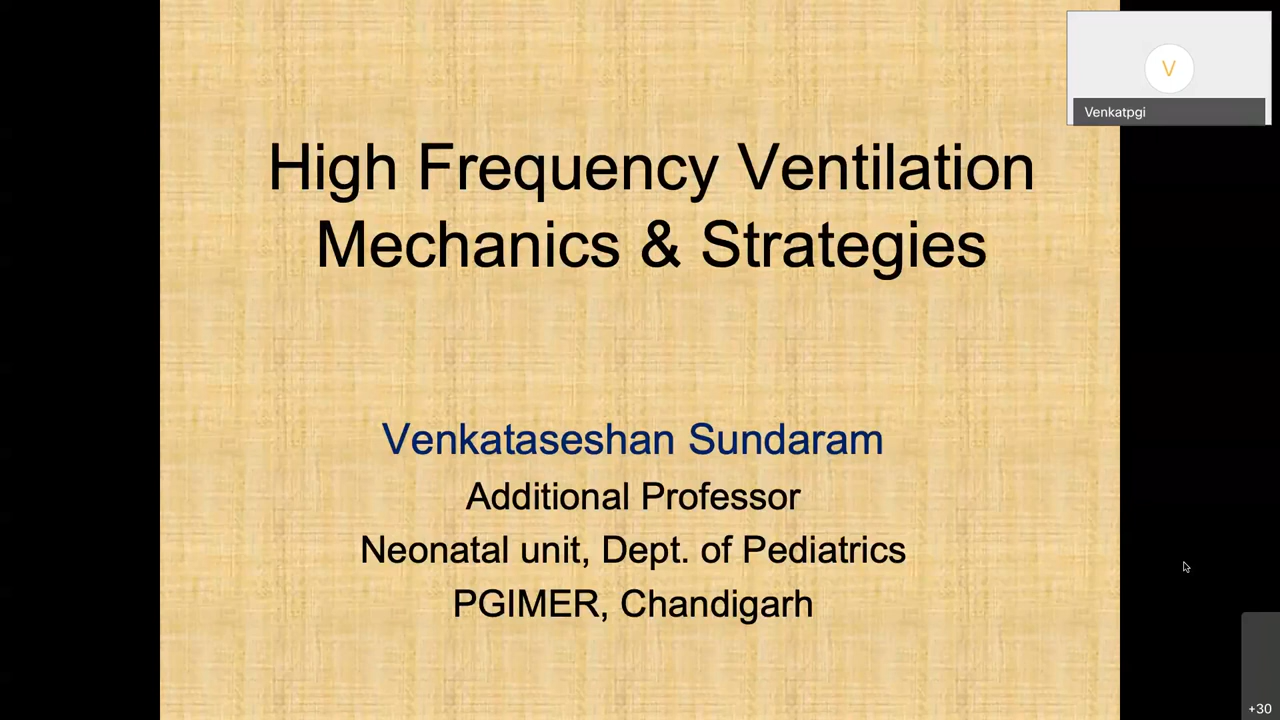 High Frequency Ventilation
Mechanics & Strategies
Venkataseshan Sundaram
Additional Professor
Neonatal unit, Dept. of Pediatrics
PGIMER, Chandigarh
V
Venkatpgi
+30